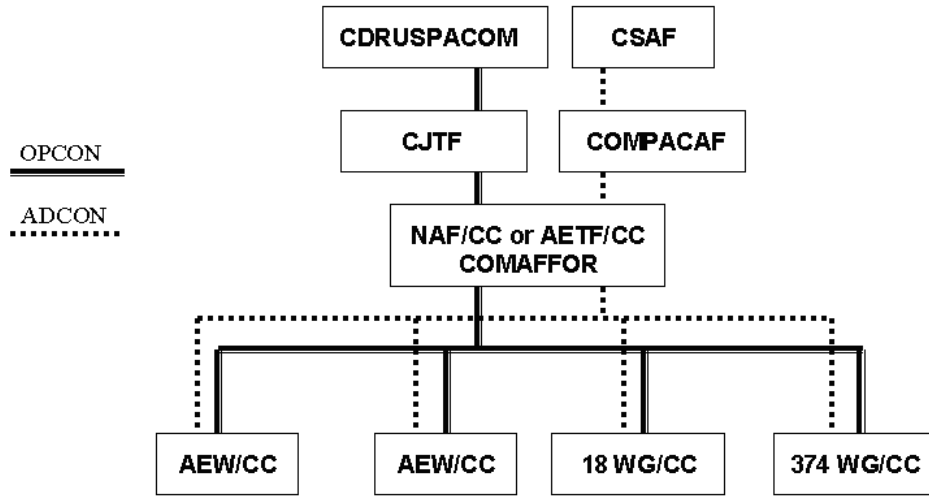 CDRUSPACOM
CSAF
CJTF
COMPACAF
OPCON
ADCON
NAF/CC or AETF/CC
COMAFFOR
AEW/CC
AEW/CC
18 WG/CC
374 WG/CC